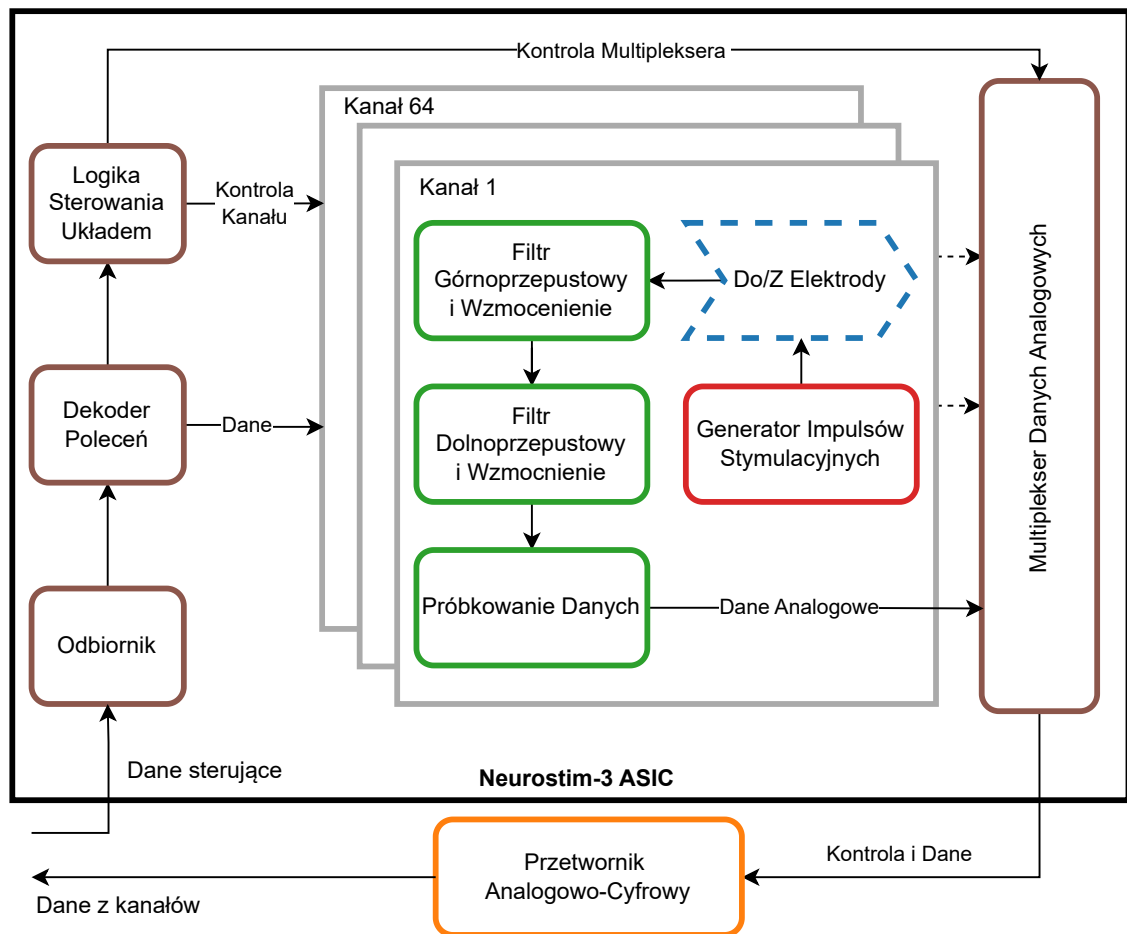 Kontrola Multipleksera
Kanał 64
Logika
Sterowania
Układem
Kontrola
Kanału
Kanał 1
Filtr
Górnoprzepustowy
i Wzmocenienie
Do/Z Elektrody
Multiplekser Danych Analogowych
Dekoder
Poleceń
Dane
Filtr
Dolnoprzepustowy
i Wzmocnienie
Generator Impulsów
Stymulacyjnych
Odbiornik
Próbkowanie Danych
Dane Analogowe
Dane sterujące
Neurostim-3 ASIC
Przetwornik
Analogowo-Cyfrowy
Kontrola i Dane
Dane z kanałów